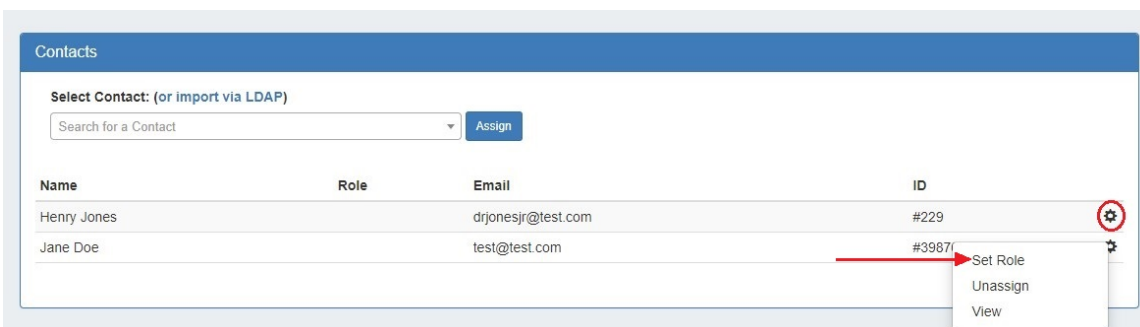 Contacts
Select Contact: (or import via LDAP)
Search for a Contact Assign
Name Role Email ID
Henry Jones drjonesjr@test.com #229
Jane Doe test@test.com #3987
Set Role
Unassign
View